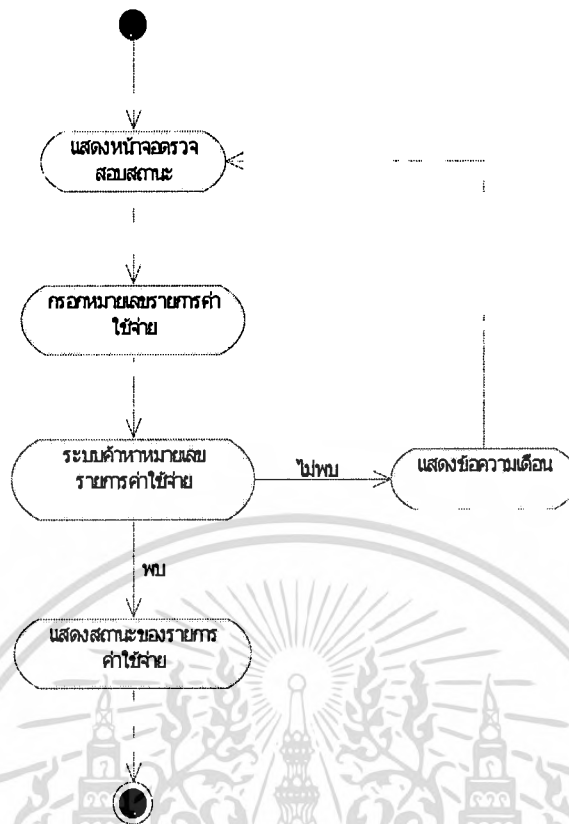 แสดงหน้าจอตรวจ
สอบสถานะ
กรอกหมายเลขรายการค่า
ใช้จ่าย
ระบบค้าหาหมายเลข
รายการค่าใช้จ่าย
ไม่พบ
แสดงข้อความเตือน
พบ
แสดงสถานะของรายการ
ค่าใช้จ่าย